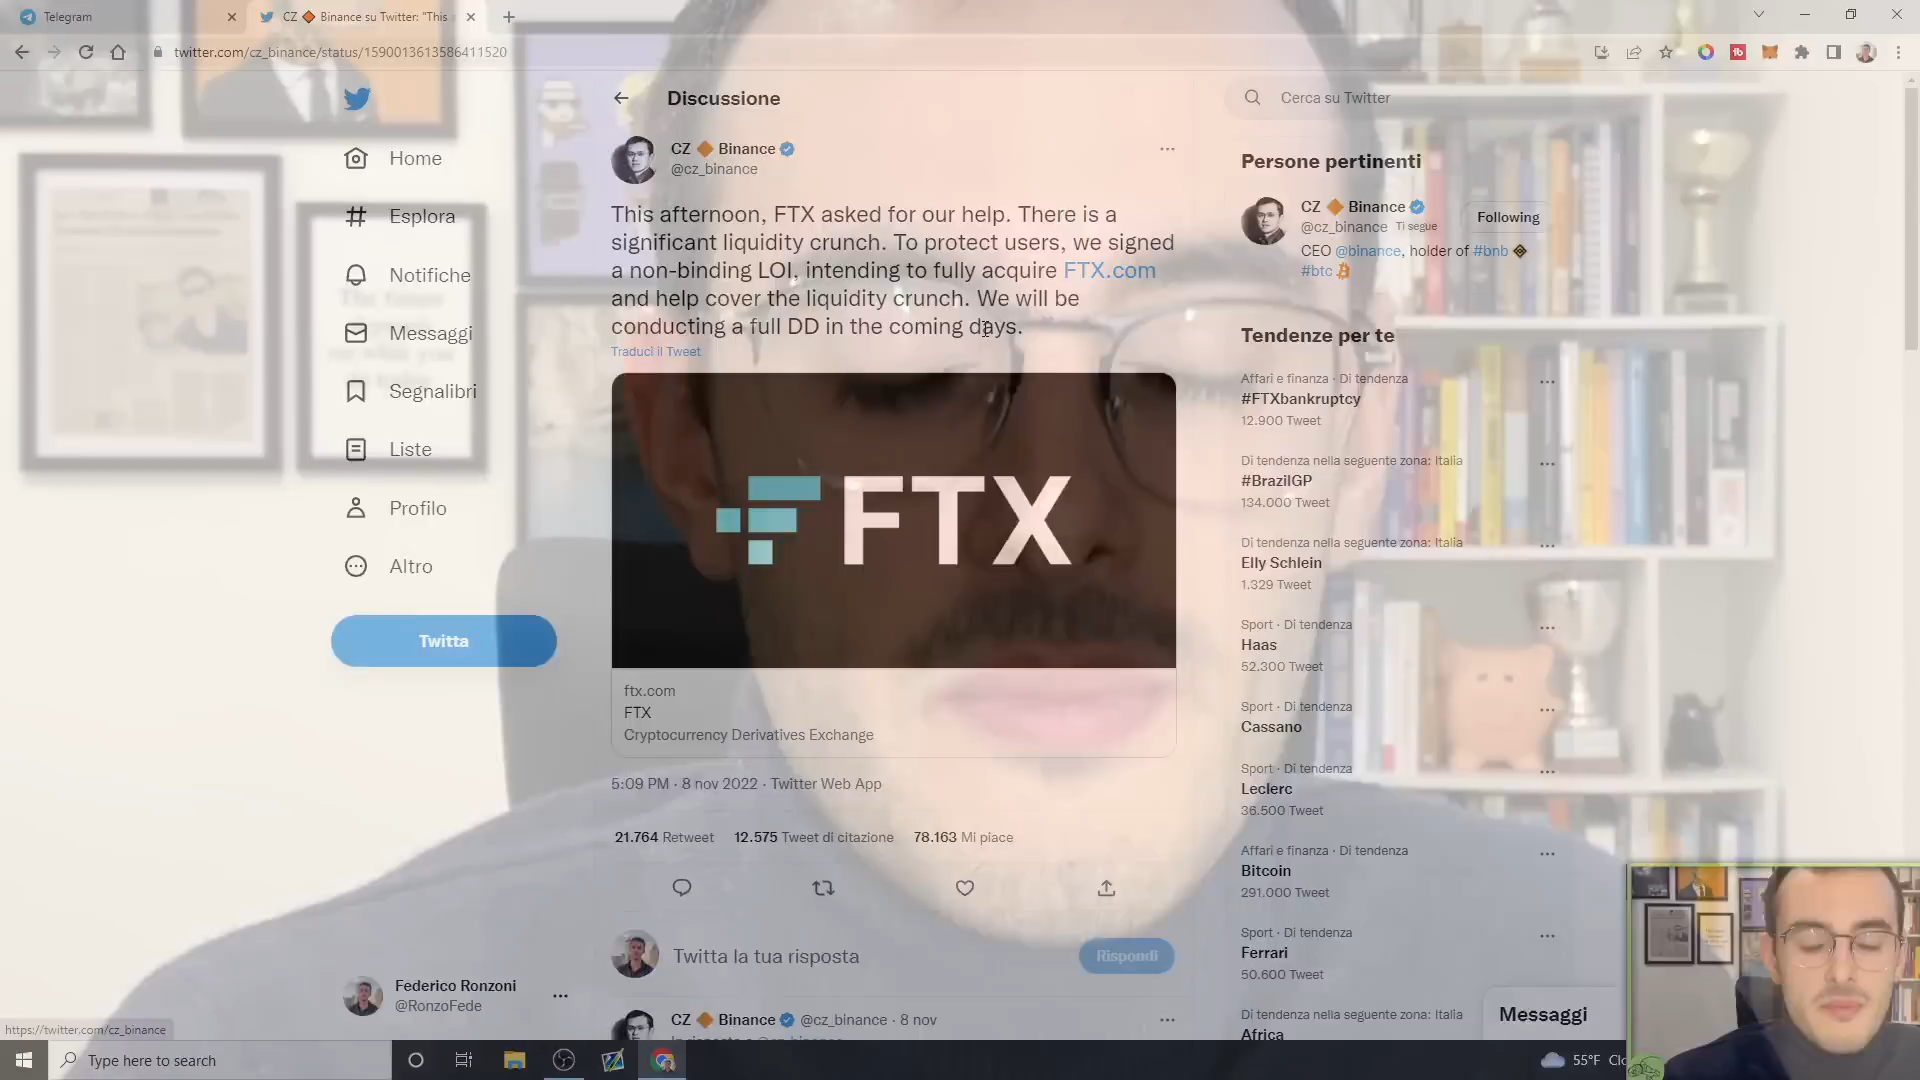 Telegram
CZ 🔶 Binance su Twitter: "This
twitter.com/cz_binance/status/1590013613586411520
Discussione
Cerca su Twitter
Home
Esplora
Notifiche
Messaggi
Segnalibri
Liste
Profilo
Altro
Twitta
Federico Ronzoni
@RonzoFede
CZ 🔶 Binance
@cz_binance
This afternoon, FTX asked for our help. There is a
significant liquidity crunch. To protect users, we signed
a non-binding LOI, intending to fully acquire FTX.com
and help cover the liquidity crunch. We will be
conducting a full DD in the coming days.
Traduci il Tweet
FTX
ftx.com
FTX
Cryptocurrency Derivatives Exchange
5:09 PM · 8 nov 2022 · Twitter Web App
21.764 Retweet 12.575 Tweet di citazione 78.163 Mi piace
Twitta la tua risposta
Rispondi
CZ 🔶 Binance @cz_binance · 8 nov
Persone pertinenti
CZ 🔶 Binance
@cz_binance Ti segue
Following
CEO @binance, holder of #bnb
#btc
Tendenze per te
Affari e finanza · Di tendenza
#FTXbankruptcy
12.900 Tweet
Di tendenza nella seguente zona: Italia
#BrazilGP
134.000 Tweet
Di tendenza nella seguente zona: Italia
Elly Schlein
1.329 Tweet
Sport · Di tendenza
Haas
52.300 Tweet
Sport · Di tendenza
Cassano
Sport · Di tendenza
Leclerc
36.500 Tweet
Affari e finanza · Di tendenza
Bitcoin
291.000 Tweet
Sport · Di tendenza
Ferrari
50.600 Tweet
Di tendenza nella seguente zona: Italia
Africa
Messaggi
https://twitter.com/cz_binance
Type here to search
55°F